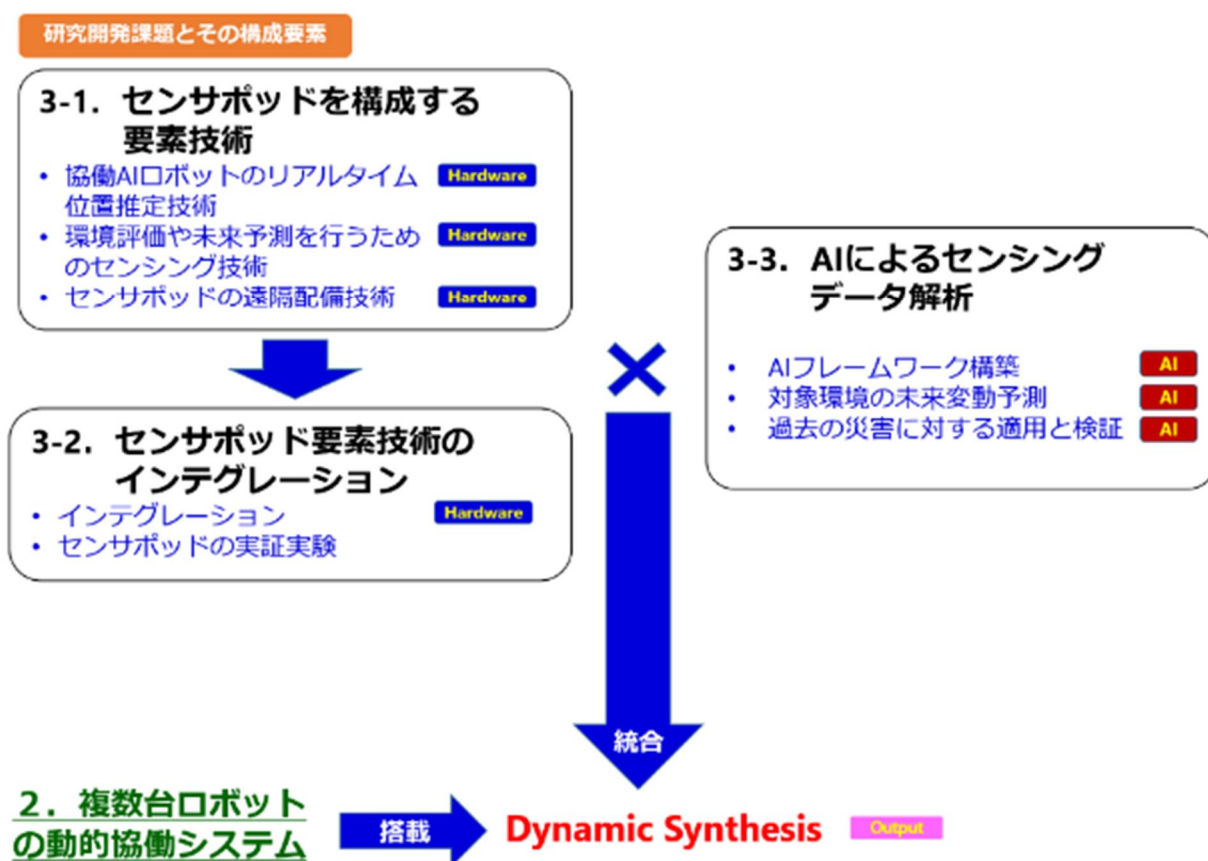 研究開発課題とその構成要素
3-1. センサポッドを構成する
要素技術
• 協働AIロボットのリアルタイム Hardware
位置推定技術
• 環境評価や未来予測を行うため Hardware
のセンシング技術
• センサポッドの遠隔配備技術 Hardware
3-2. センサポッド要素技術の
インテグレーション
• インテグレーション Hardware
• センサポッドの実証実験
3-3. AIによるセンシング
データ解析
• AIフレームワーク構築 AI
• 対象環境の未来変動予測 AI
• 過去の災害に対する適用と検証 AI
統合
2. 複数台ロボット
の動的協働システム
搭載
Dynamic Synthesis Output